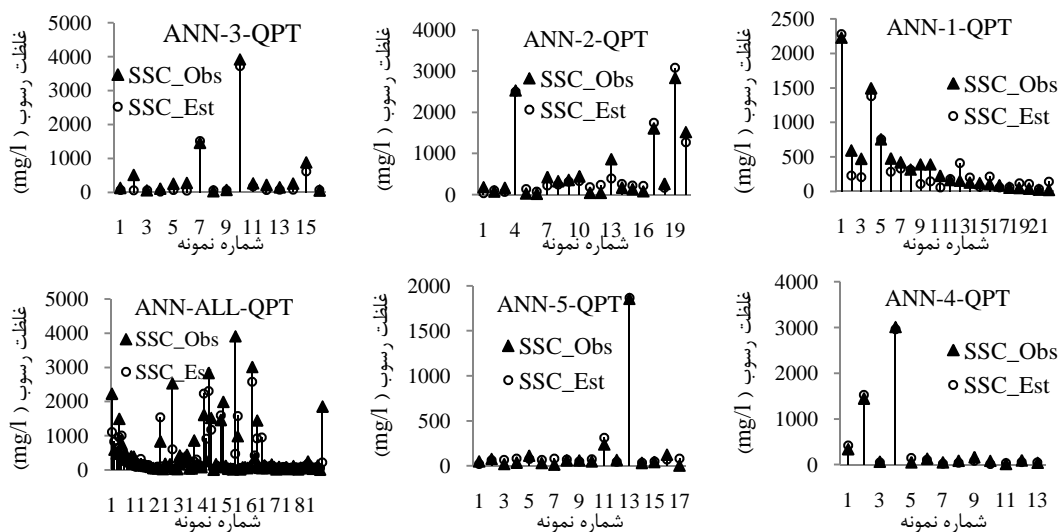 ANN-3-QPT
غلظت رسوب ( mg/l)
5000
4000
3000
2000
1000
0
SSC_Obs
SSC_Est
1 3 5 7 9 11 13 15
شماره نمونه
ANN-2-QPT
غلظت رسوب ( mg/l)
4000
3000
2000
1000
0
SSC_Obs
SSC_Est
1 4 7 10 13 16 19
شماره نمونه
ANN-1-QPT
غلظت رسوب ( mg/l)
2500
2000
1500
1000
500
0
SSC_Obs
SSC_Est
1 3 5 7 9 11 13 15 17 19 21
شماره نمونه
ANN-ALL-QPT
غلظت رسوب ( mg/l)
5000
4000
3000
2000
1000
0
SSC_Obs
SSC_Es
1 11 21 31 41 51 61 71 81
شماره نمونه
ANN-5-QPT
غلظت رسوب ( mg/l)
2000
1500
1000
500
0
SSC_Obs
SSC_Est
1 3 5 7 9 11 13 15 17
شماره نمونه
ANN-4-QPT
غلظت رسوب ( mg/l)
4000
3000
2000
1000
0
SSC_Obs
SSC_Est
1 3 5 7 9 11 13
شماره نمونه